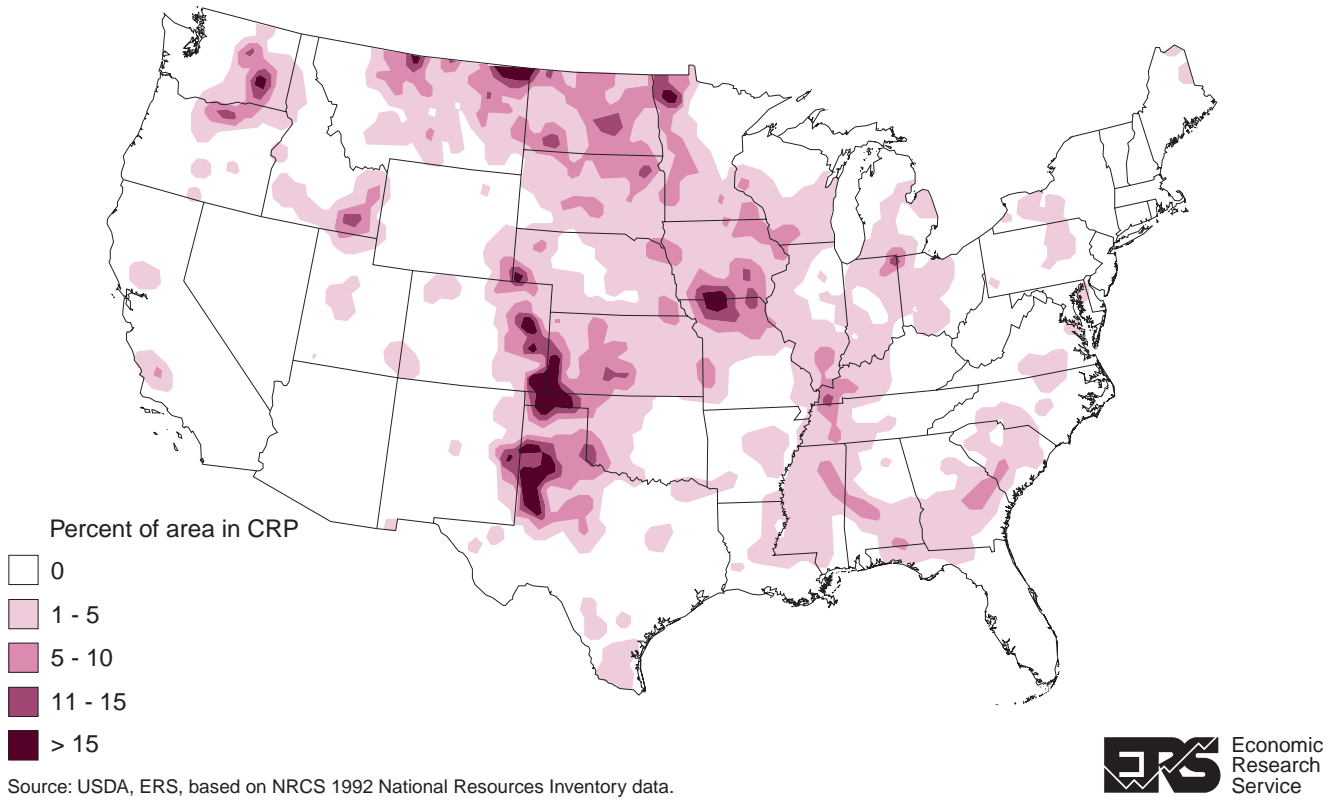 Percent of area in CRP
0
1 - 5
5 - 10
11 - 15
> 15
Source: USDA, ERS, based on NRCS 1992 National Resources Inventory data.
ERS
Economic
Research
Service